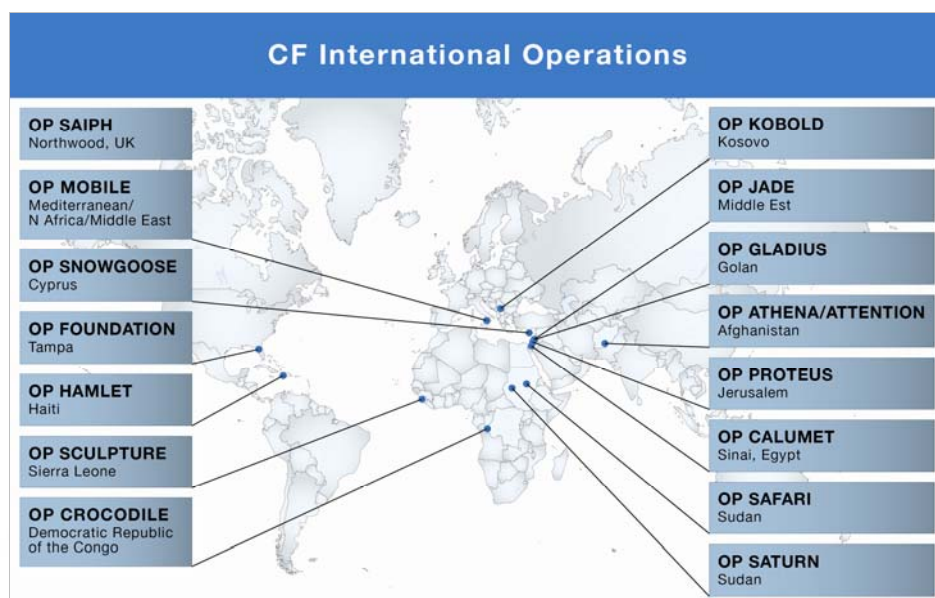 CF International Operations
OP SAIPH
Northwood, UK
OP MOBILE
Mediterranean/
N Africa/Middle East
OP SNOWGOOSE
Cyprus
OP FOUNDATION
Tampa
OP HAMLET
Haiti
OP SCULPTURE
Sierra Leone
OP CROCODILE
Democratic Republic
of the Congo
OP KOBOLD
Kosovo
OP JADE
Middle Est
OP GLADIUS
Golan
OP ATHENA/ATTENTION
Afghanistan
OP PROTEUS
Jerusalem
OP CALUMET
Sinai, Egypt
OP SAFARI
Sudan
OP SATURN
Sudan